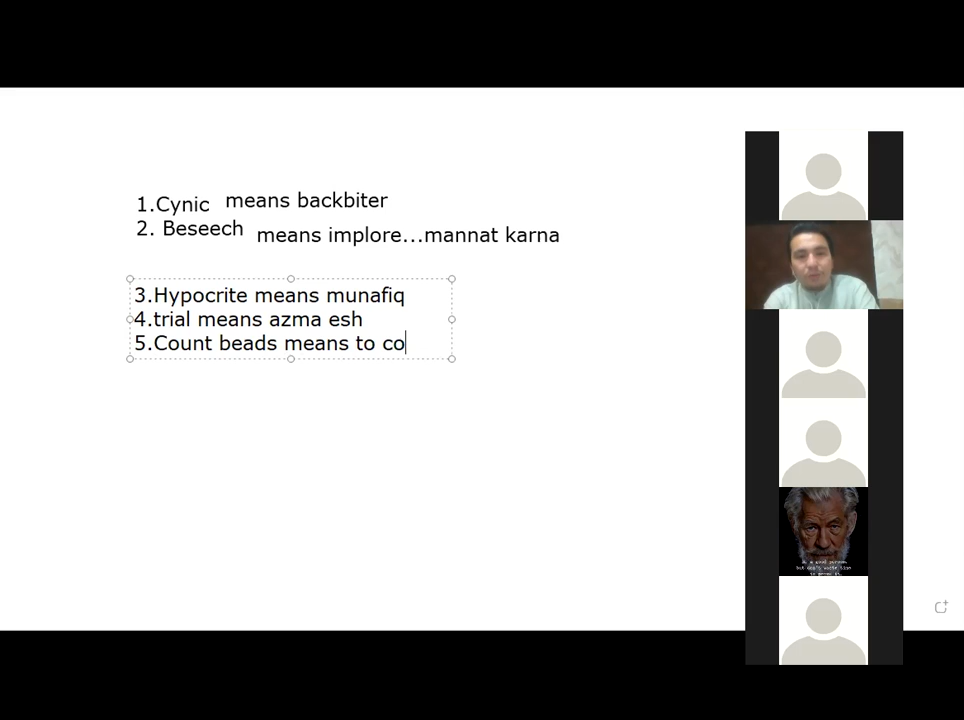 1.Cynic means backbiter
2. Beseech means implore...mannat karna
3.Hypocrite means munafiq
4.trial means azma esh
5.Count beads means to co